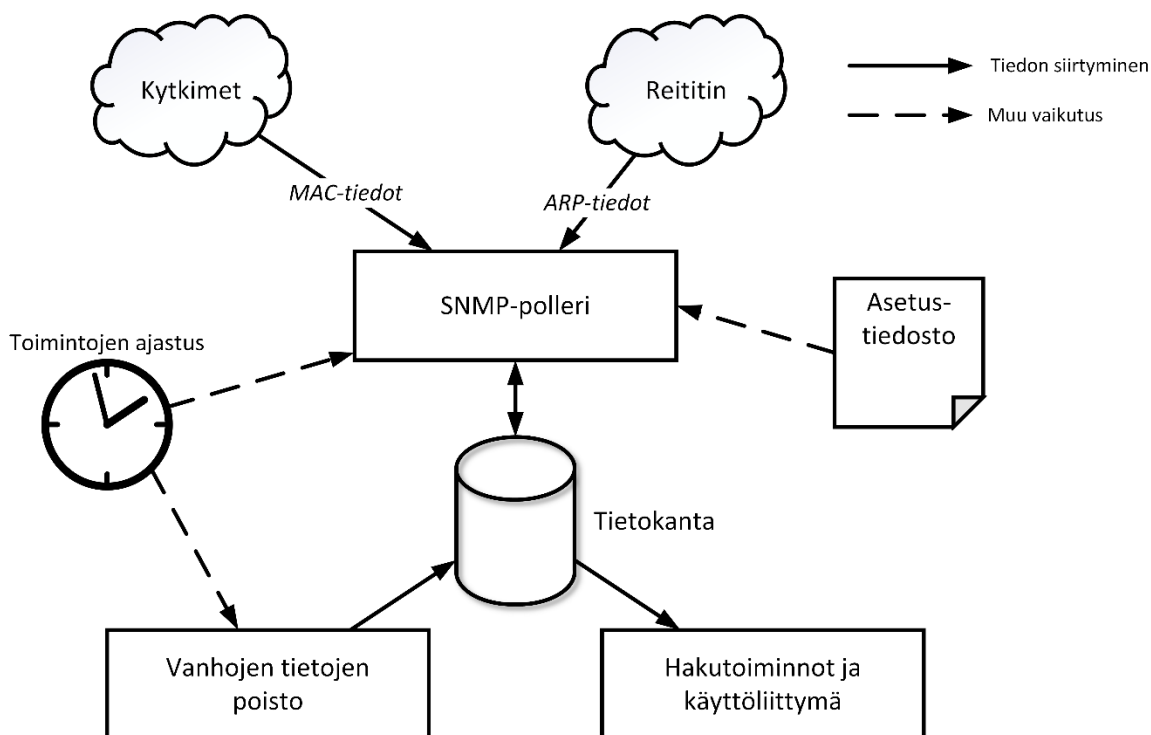 Kytkimet
Reititin
Tiedon siirtyminen
Muu vaikutus
MAC-tiedot
ARP-tiedot
SNMP-polleri
Asetus-
tiedosto
Toimintojen ajastus
Tietokanta
Vanhojen tietojen
poisto
Hakutoiminnot ja
käyttöliittymä